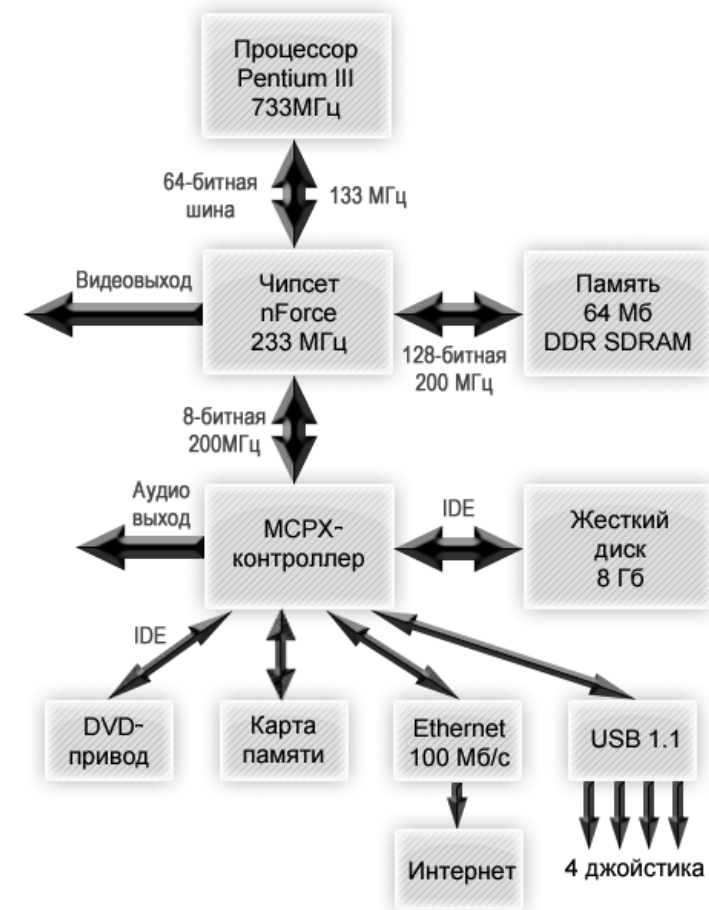 Процессор
Pentium III
733МГц
64-битная
шина
133 МГц
Видеовыход
Чипсет
nForce
233 МГц
128-битная
200 МГц
Память
64 Мб
DDR SDRAM
8-битная
200МГц
Аудио
выход
MCPX-
контроллер
IDE
Жесткий
диск
8 Гб
IDE
DVD-
привод
Карта
памяти
Ethernet
100 Мб/с
USB 1.1
Интернет
4 джойстика